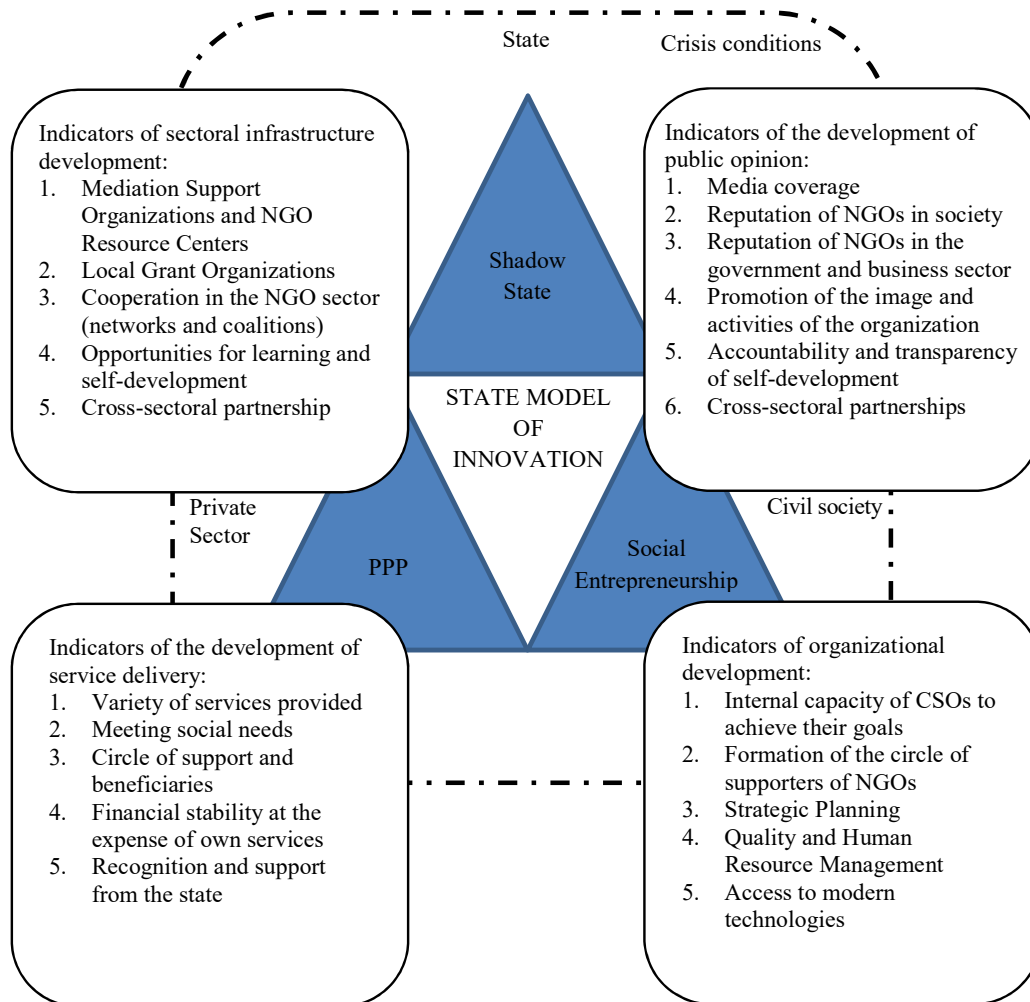 State
Crisis conditions
Indicators of sectoral infrastructure
development:
1. Mediation Support
Organizations and NGO
Resource Centers
2. Local Grant Organizations
3. Cooperation in the NGO sector
(networks and coalitions)
4. Opportunities for learning and
self-development
5. Cross-sectoral partnership
Indicators of the development of
public opinion:
1. Media coverage
2. Reputation of NGOs in society
3. Reputation of NGOs in the
government and business sector
4. Promotion of the image and
activities of the organization
5. Accountability and transparency
of self-development
6. Cross-sectoral partnerships
Shadow
State
STATE MODEL
OF
INNOVATION
Private
Sector
Civil society
PPP
Social
Entrepreneurship
Indicators of the development of
service delivery:
1. Variety of services provided
2. Meeting social needs
3. Circle of support and
beneficiaries
4. Financial stability at the
expense of own services
5. Recognition and support
from the state
Indicators of organizational
development:
1. Internal capacity of CSOs to
achieve their goals
2. Formation of the circle of
supporters of NGOs
3. Strategic Planning
4. Quality and Human
Resource Management
5. Access to modern
technologies